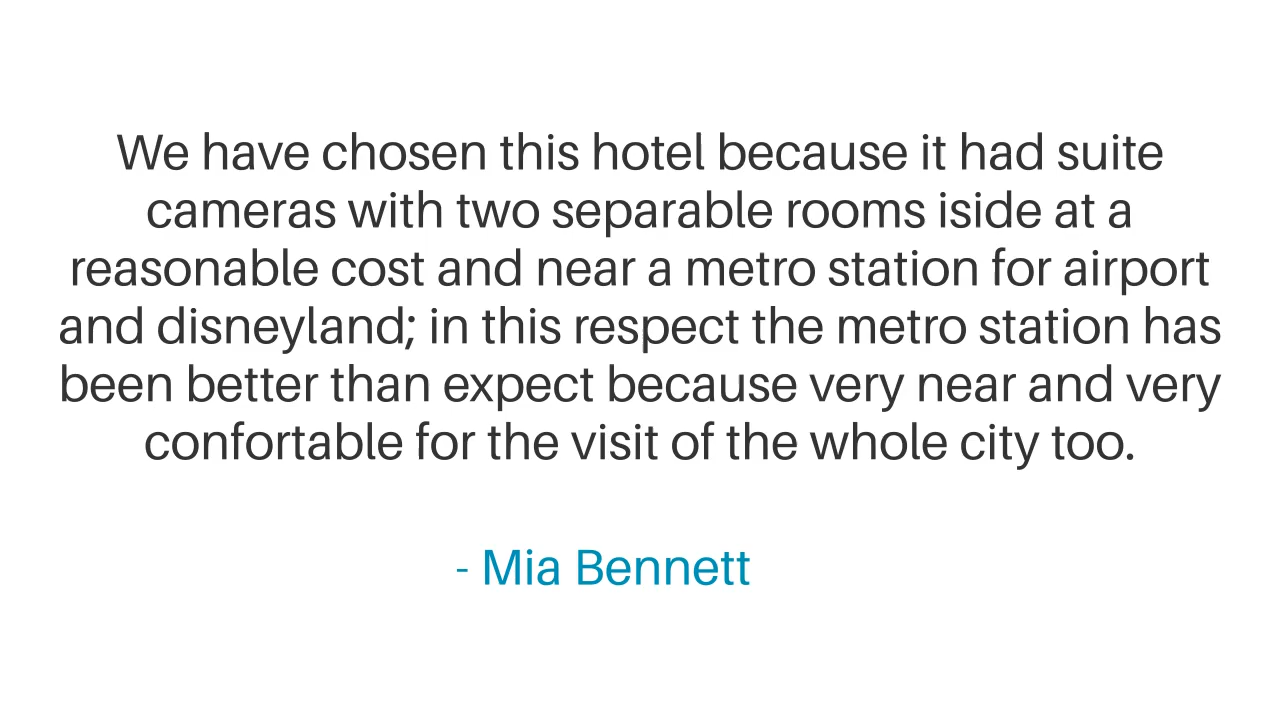 We have chosen this hotel because it had suite
cameras with two separable rooms iside at a
reasonable cost and near a metro station for airport
and disneyland; in this respect the metro station has
been better than expect because very near and very
confortable for the visit of the whole city too.
- Mia Bennett